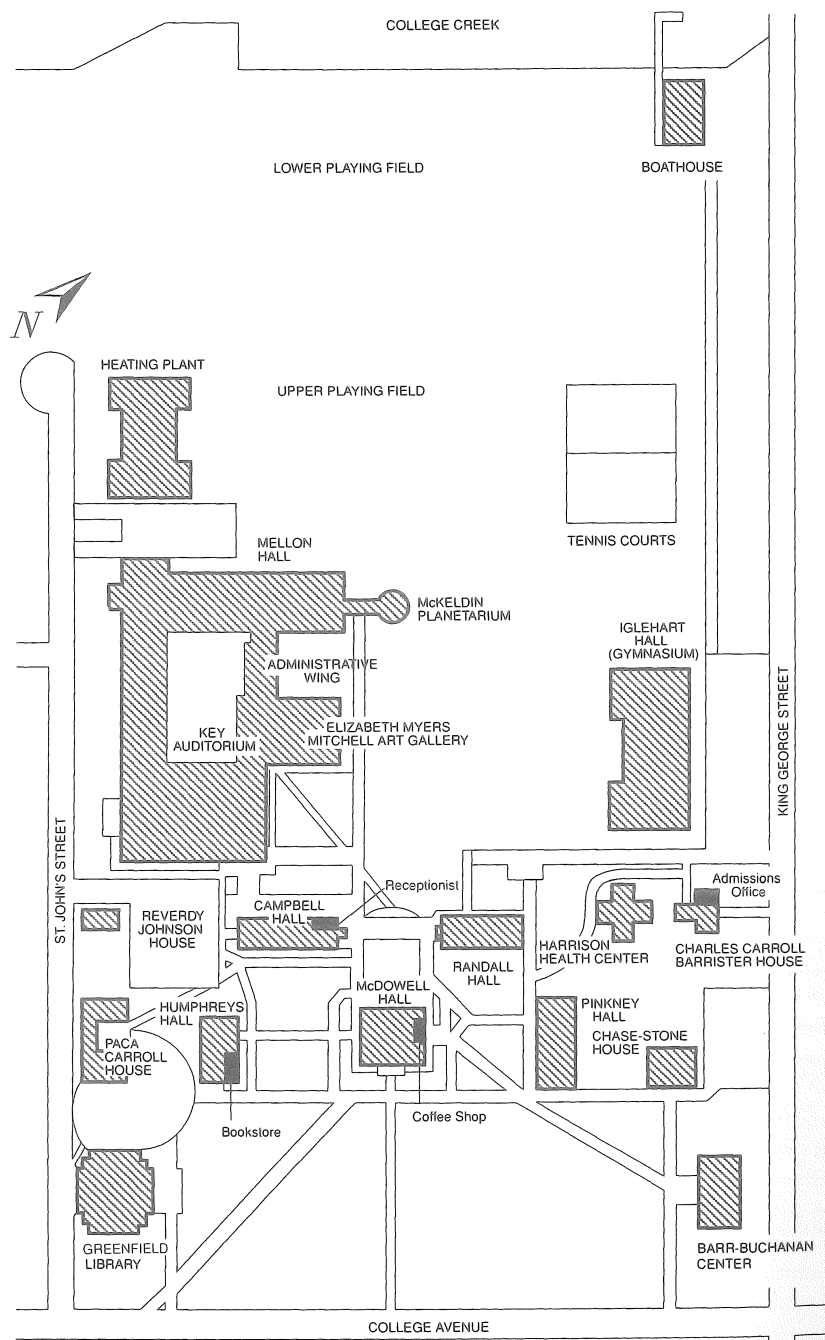 COLLEGE CREEK
LOWER PLAYING FIELD
BOATHOUSE
N
HEATING PLANT
UPPER PLAYING FIELD
TENNIS COURTS
MELLON
HALL
McKELDIN
PLANETARIUM
IGLEHART
HALL
(GYMNASIUM)
ADMINISTRATIVE
WING
KEY
AUDITORIUM
ELIZABETH MYERS
MITCHELL ART GALLERY
KING GEORGE STREET
ST. JOHN'S STREET
Receptionist
Admissions
Office
CAMPBELL
HALL
REVERDY
JOHNSON
HOUSE
RANDALL
HALL
HARRISON
HEALTH CENTER
CHARLES CARROLL
BARRISTER HOUSE
McDOWELL
HALL
HUMPHREYS
HALL
PINKNEY
HALL
CHASE-STONE
HOUSE
PACA
CARROLL
HOUSE
Bookstore
Coffee Shop
GREENFIELD
LIBRARY
BARR-BUCHANAN
CENTER
COLLEGE AVENUE